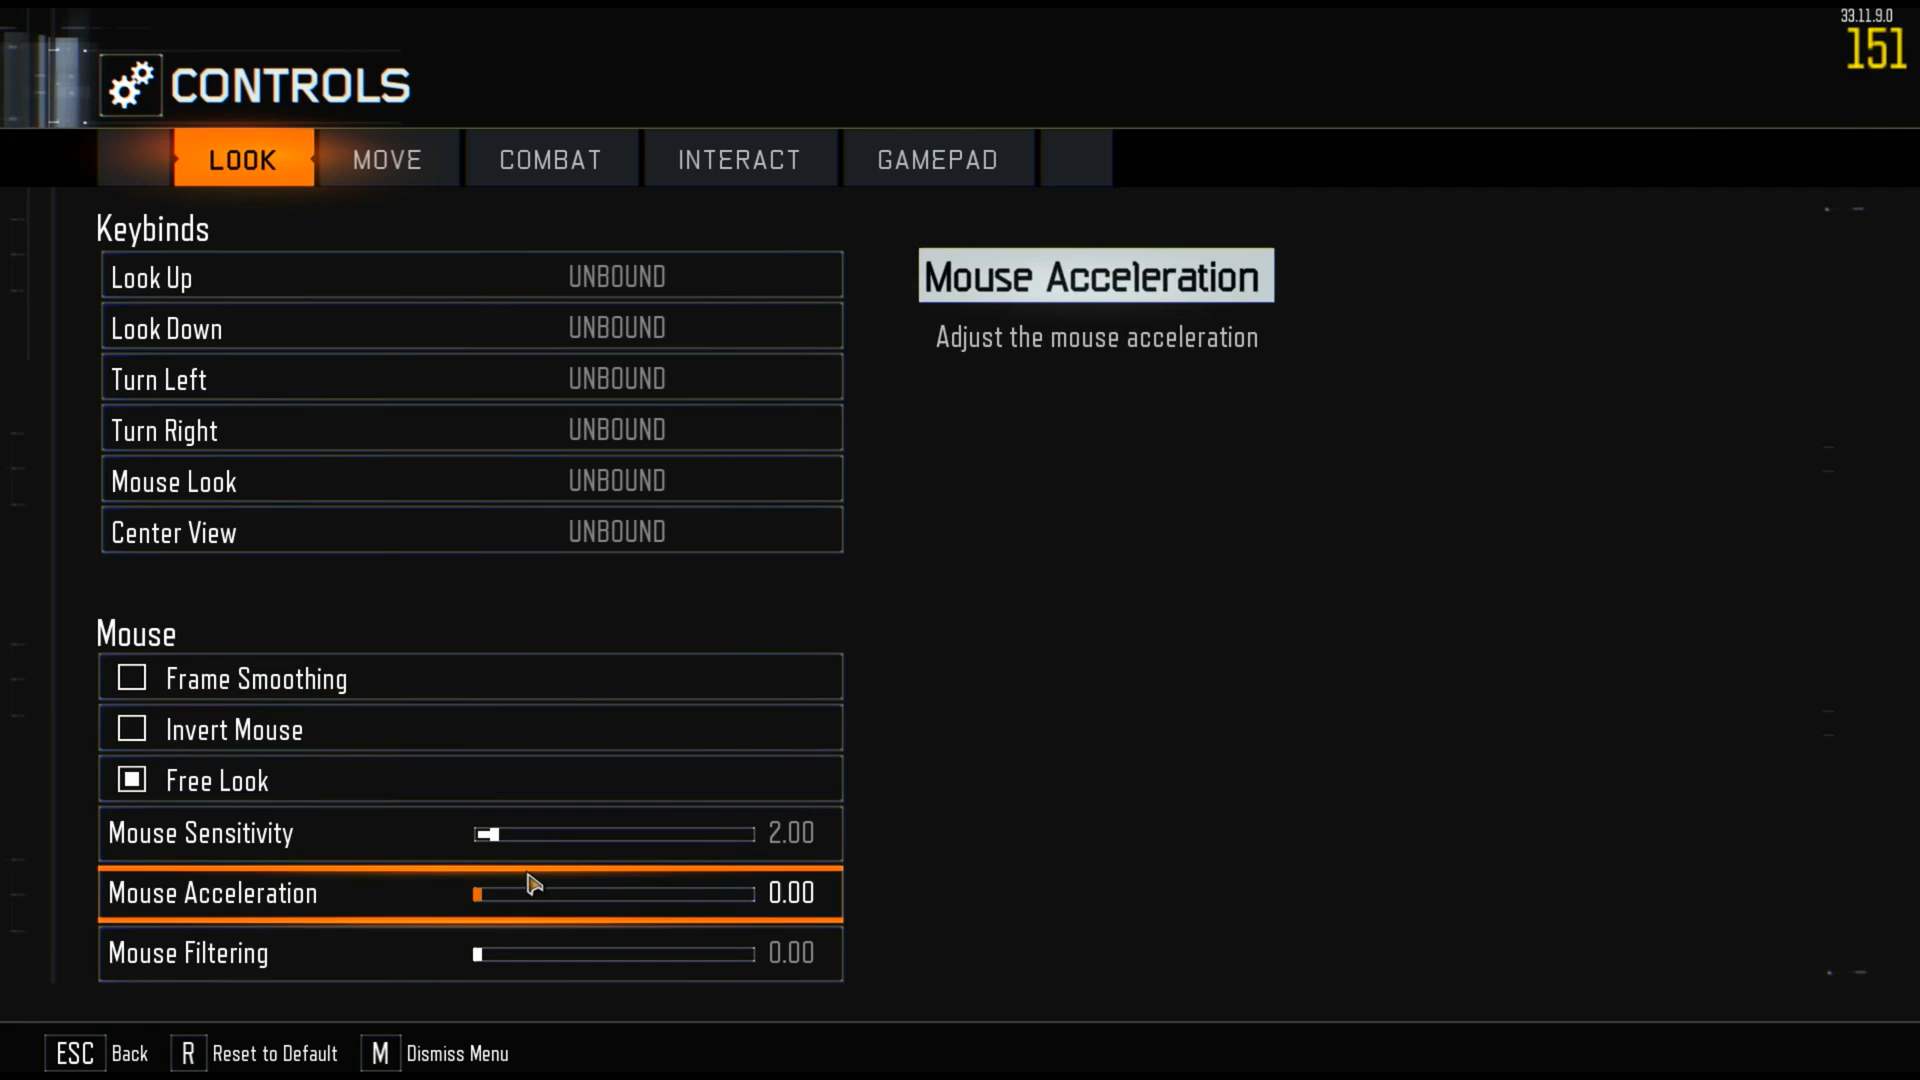 33.11.9.0
151
CONTROLS
LOOK MOVE COMBAT INTERACT GAMEPAD
Keybinds
Look Up UNBOUND
Look Down UNBOUND
Turn Left UNBOUND
Turn Right UNBOUND
Mouse Look UNBOUND
Center View UNBOUND
Mouse
Frame Smoothing
Invert Mouse
Free Look
Mouse Sensitivity 2.00
Mouse Acceleration 0.00
Mouse Filtering 0.00
Mouse Acceleration
Adjust the mouse acceleration
ESC Back R Reset to Default M Dismiss Menu